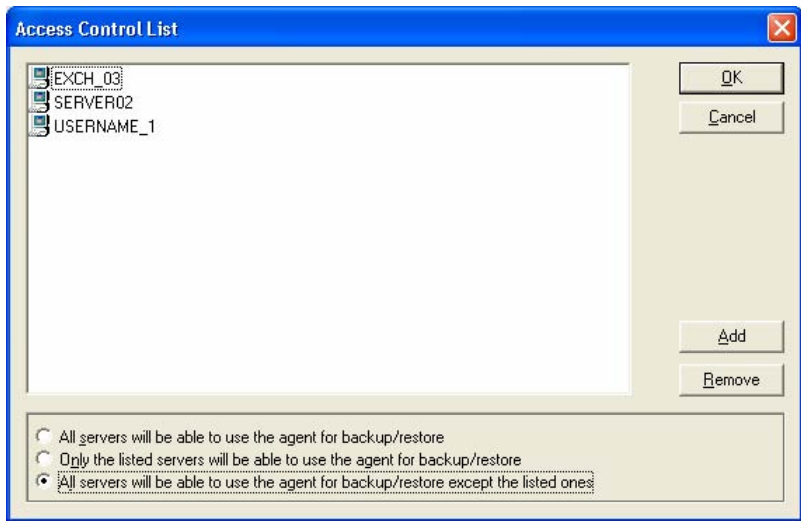 Access Control List
EXCH_03
SERVER02
USERNAME_1
OK
Cancel
Add
Remove
All servers will be able to use the agent for backup/restore
Only the listed servers will be able to use the agent for backup/restore
All servers will be able to use the agent for backup/restore except the listed ones